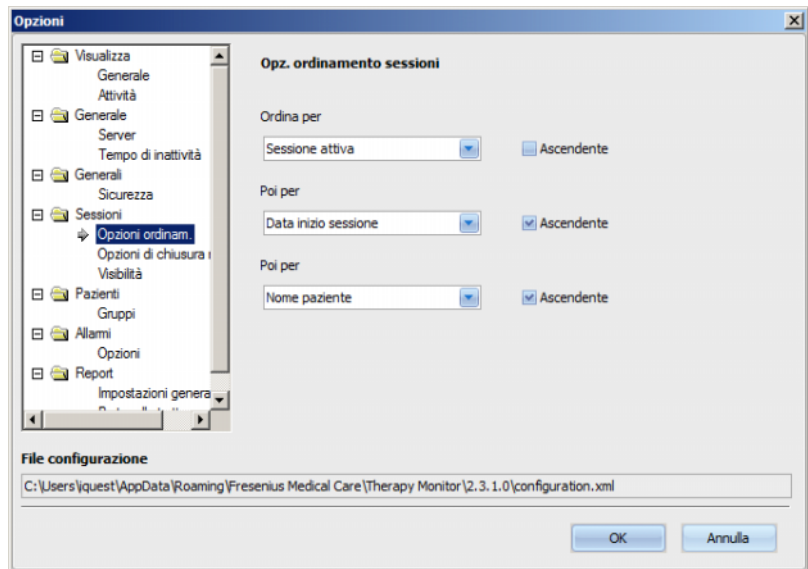 Opzioni
Visualizza
Generale
Attività
Generale
Server
Tempo di inattività
Generali
Sicurezza
Sessioni
Opzioni ordinam.
Opzioni di chiusura
Visibilità
Pazienti
Gruppi
Allarmi
Opzioni
Report
Impostazioni genera
Opz. ordinamento sessioni
Ordina per
Sessione attiva
Ascendente
Poi per
Data inizio sessione
Ascendente
Poi per
Nome paziente
Ascendente
File configurazione
C:\Users\jquest\AppData\Roaming\Fresenius Medical Care\Therapy Monitor\2.3.1.0\configuration.xml
OK
Annulla